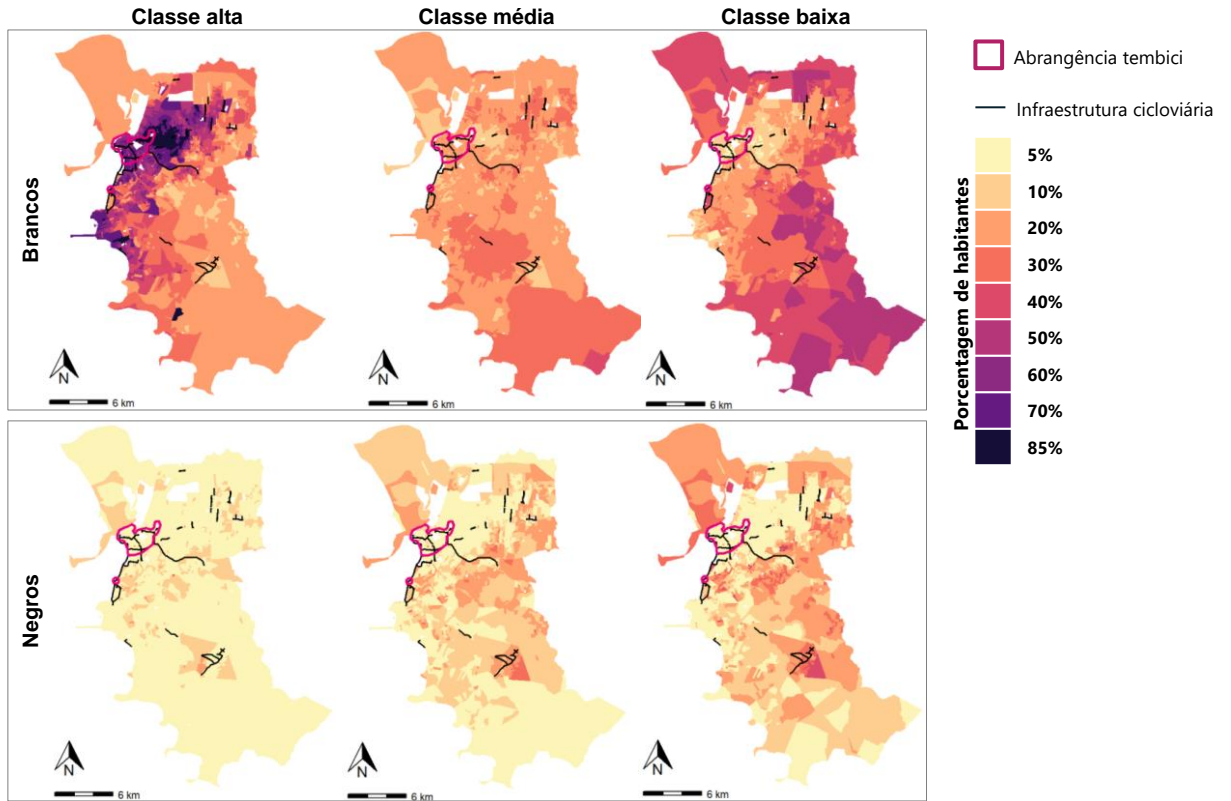 Classe alta
Classe média
Classe baixa
Brancos
N
6 km
N
6 km
N
6 km
Negros
N
6 km
N
6 km
N
6 km
Abrangência tembici
Infraestrutura cicloviária
Porcentagem de habitantes
5%
10%
20%
30%
40%
50%
60%
70%
85%